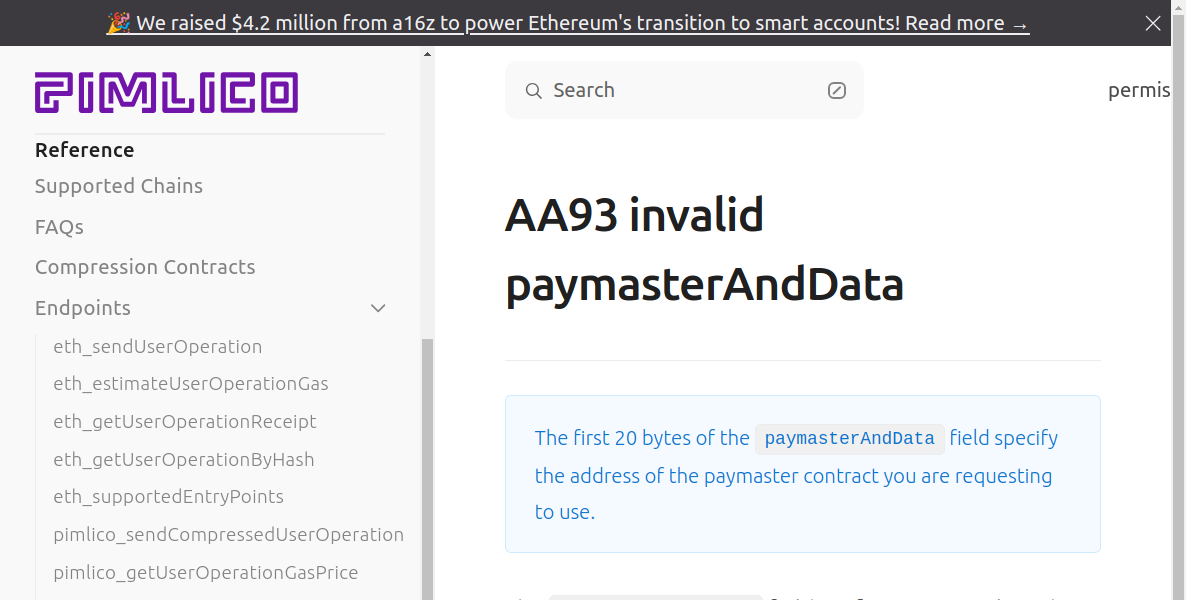 🎉 We raised $4.2 million from a16z to power Ethereum's transition to smart accounts! Read more →
PIMLICO
Reference
Supported Chains
FAQs
Compression Contracts
Endpoints
eth_sendUserOperation
eth_estimateUserOperationGas
eth_getUserOperationReceipt
eth_getUserOperationByHash
eth_supportedEntryPoints
pimlico_sendCompressedUserOperation
pimlico_getUserOperationGasPrice
Search
permis
AA93 invalid
paymasterAndData
The first 20 bytes of the paymasterAndData field specify
the address of the paymaster contract you are requesting
to use.